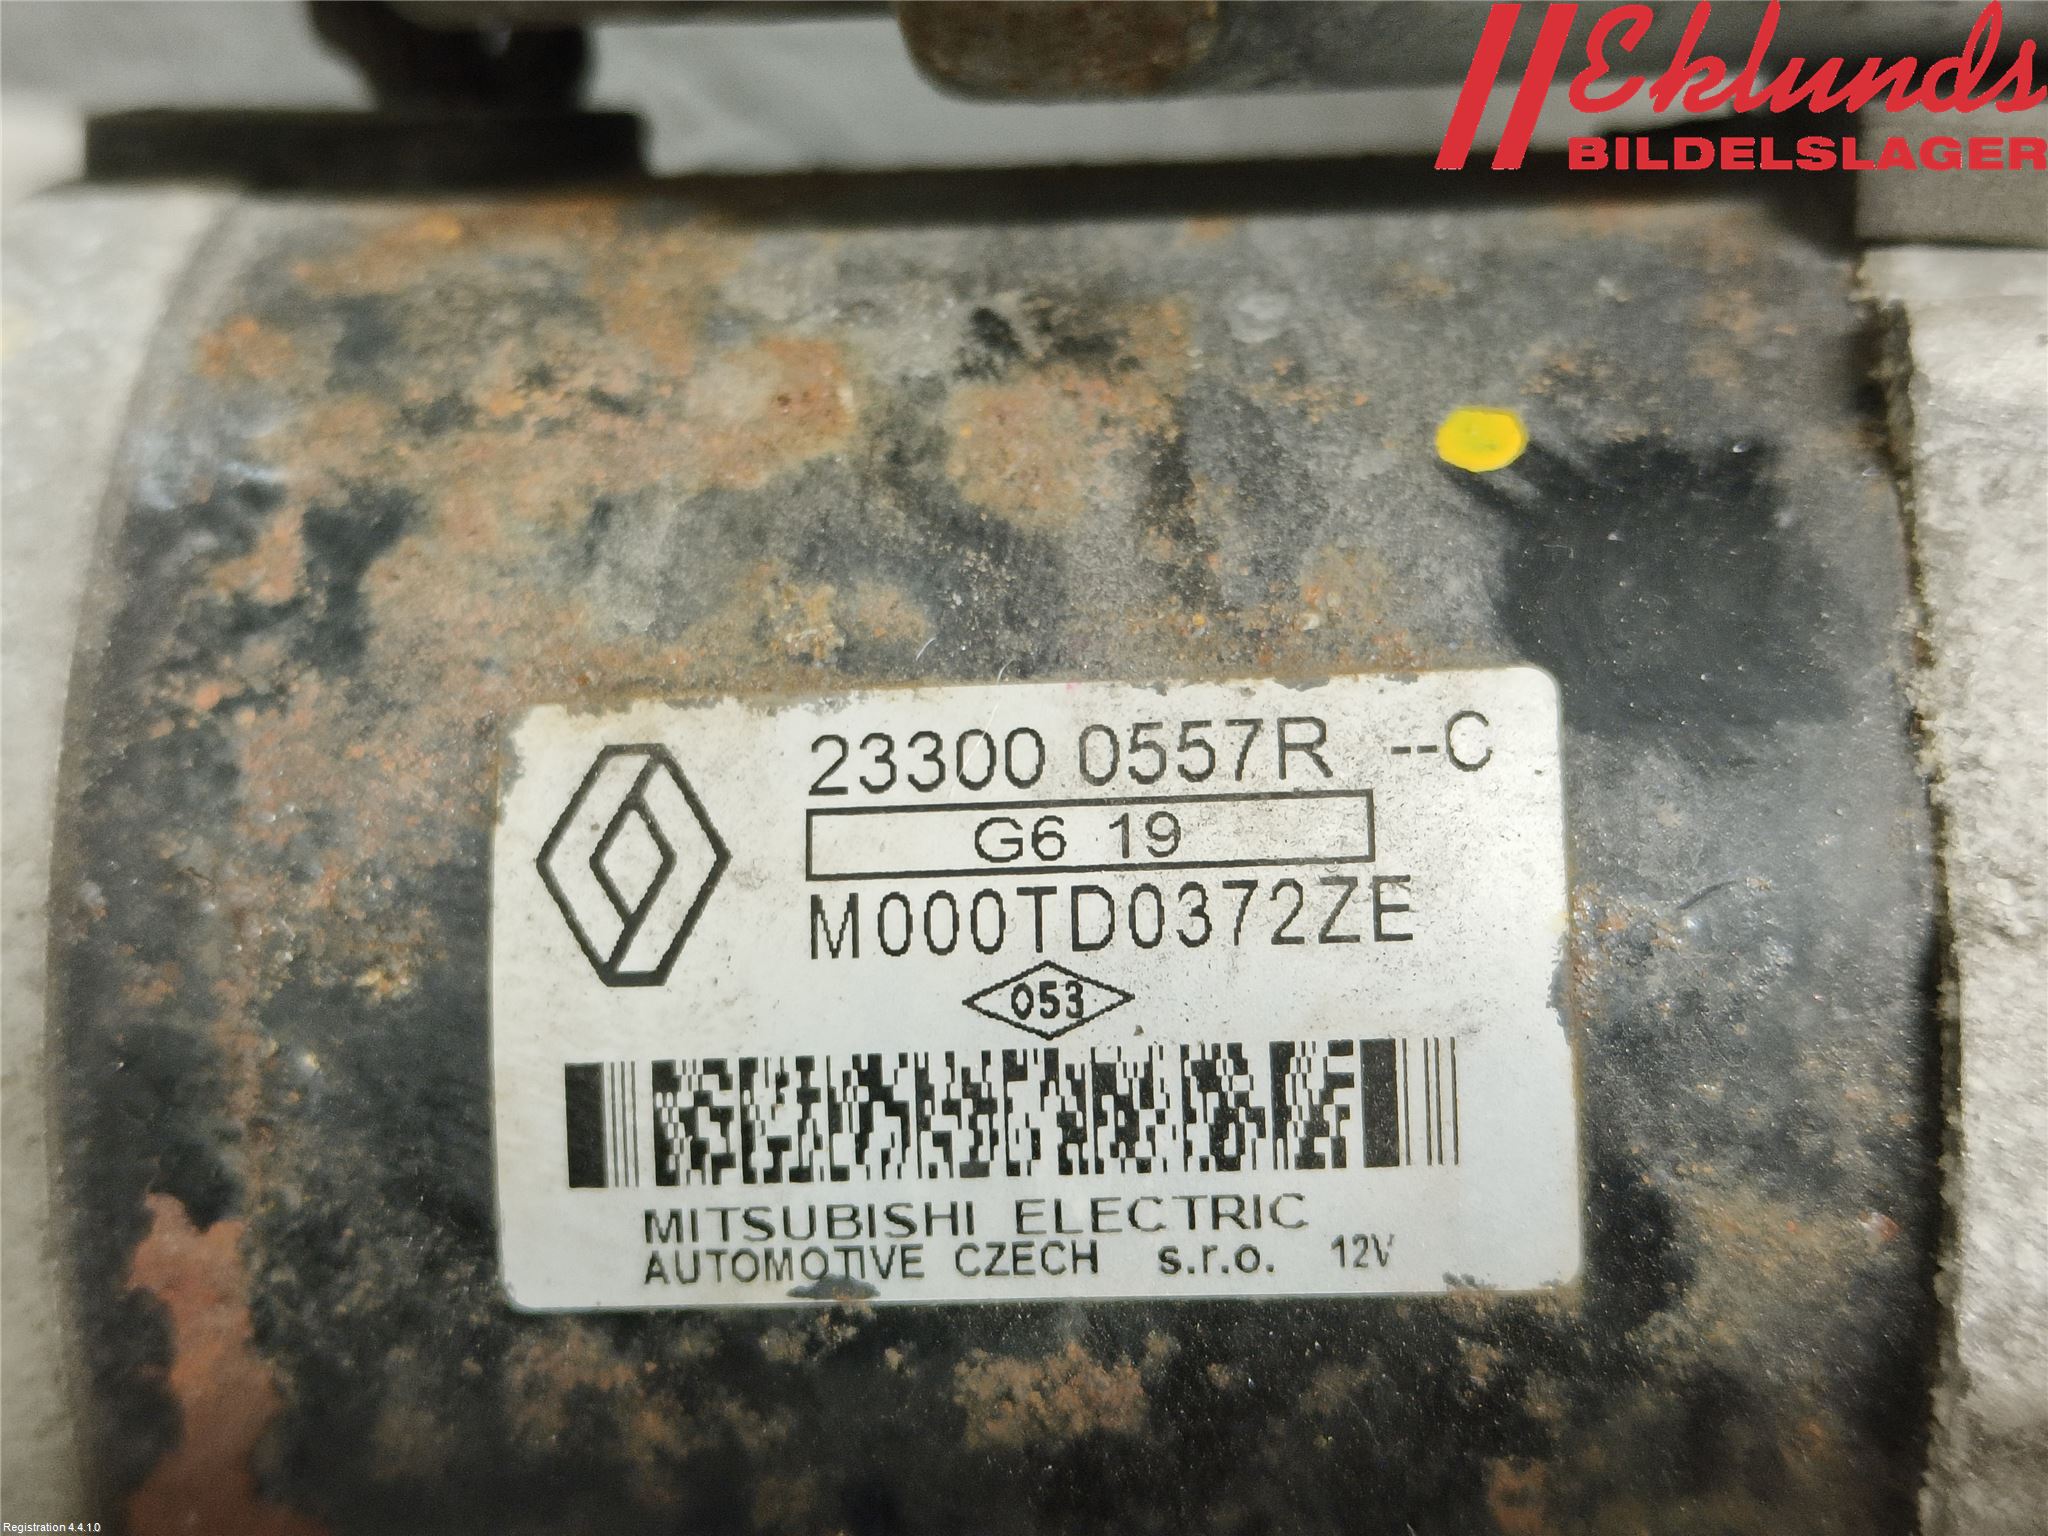 Eklunds
BILDELSLAGER
23300 0557R --C
G6 19
M000TD0372ZE
053
MITSUBISHI ELECTRIC
AUTOMOTIVE CZECH s.r.o. 12V
Registration 4.4.1.0